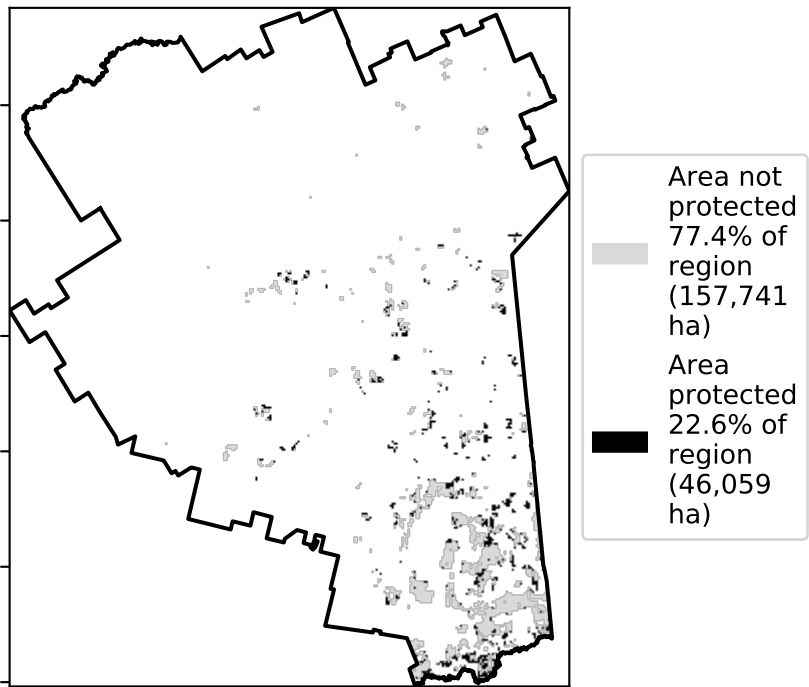 Area not
protected
77.4% of
region
(157,741
ha)
Area
protected
22.6% of
region
(46,059
ha)